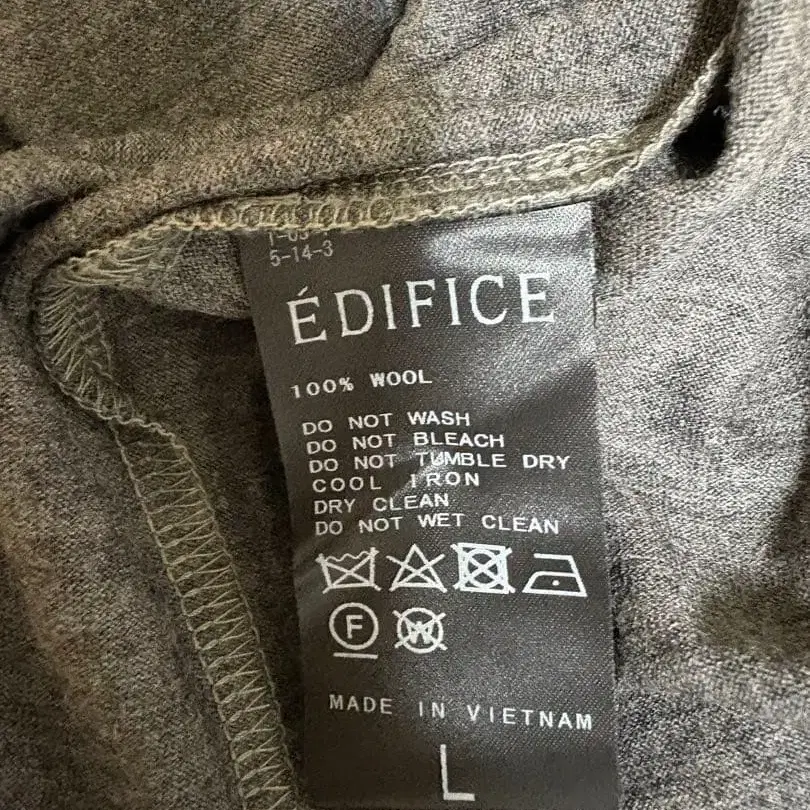 5-14-3
ÉDIFICE
100% WOOL
DO NOT WASH
DO NOT BLEACH
DO NOT TUMBLE DRY
COOL IRON
DRY CLEAN
DO NOT WET CLEAN
F W
MADE IN VIETNAM
L